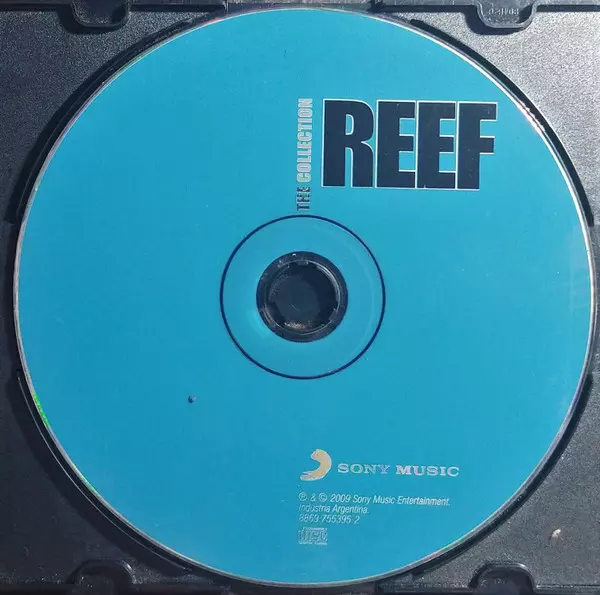 THE COLLECTION
REEF
SONY MUSIC
℗ & © 2009 Sony Music Entertainment.
Industria Argentina.
8869 755395 2